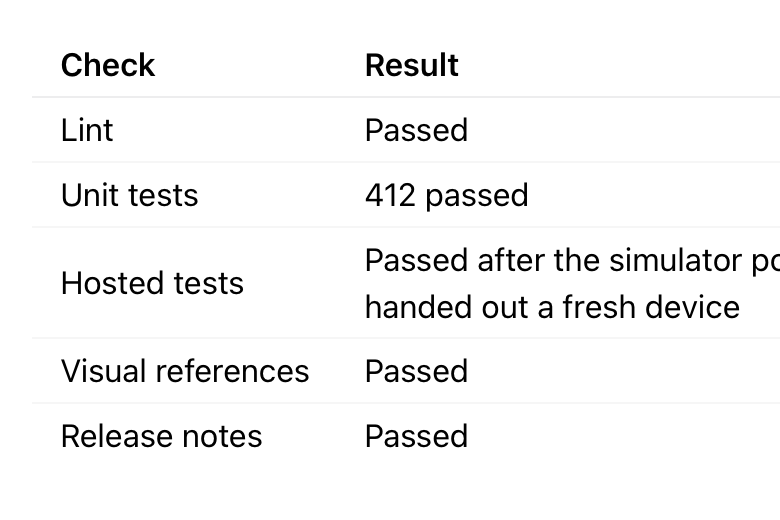 Check Result
Lint Passed
Unit tests 412 passed
Hosted tests Passed after the simulator
handed out a fresh device
Visual references Passed
Release notes Passed